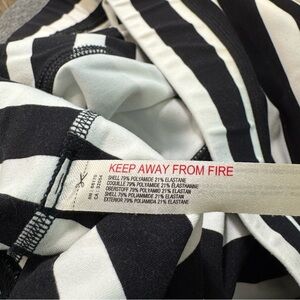 KEEP AWAY FROM FIRE
SHELL 79% POLYAMIDE 21% ELASTANE
COQUILLE 79% POLYAMIDE 21% ÉLASTHANNE
OBERSTOFF 79% POLYAMID 21% ELASTAN
SHELL 79% POLIAMMIDE 21% ELASTAN
EXTERIOR 79% POLIAMIDA 21% ELASTANO